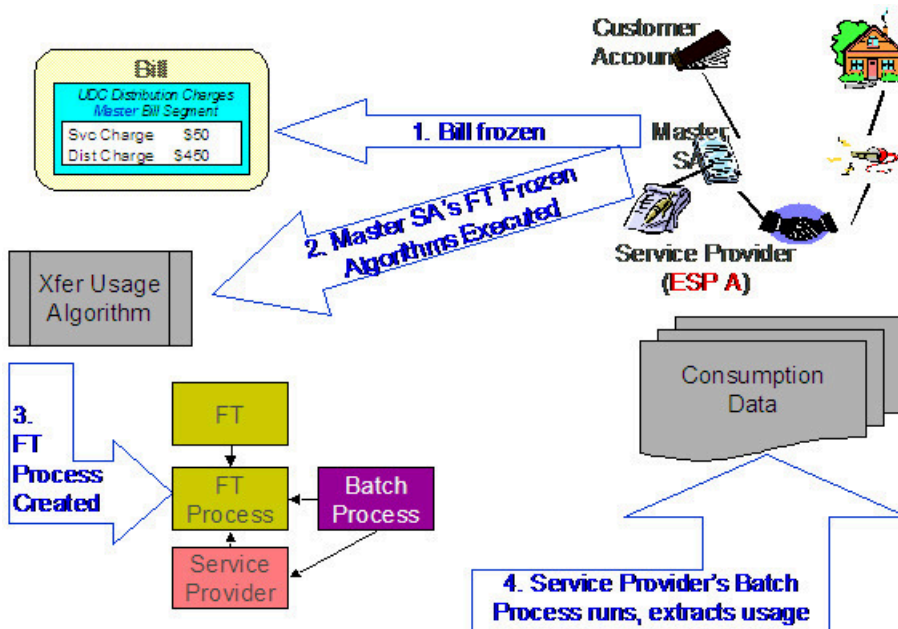 Bill
UDC Distribution Charges
Master Bill Segment
Svc Charge $50
Dist Charge $450
1. Bill frozen
Customer
Account
Master
SA
2. Master SA's FT Frozen
Algorithms Executed
Service Provider
(ESP A)
Xfer Usage
Algorithm
Consumption
Data
3.
FT
Process
Created
FT
FT
Process
Batch
Process
Service
Provider
4. Service Provider's Batch
Process runs, extracts usage